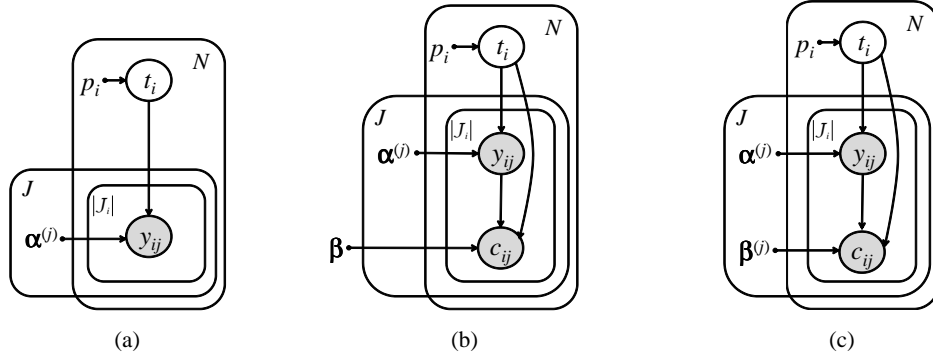 N
p_i
t_i
J
|J_i|
α^(j)
y_ij
(a)
N
p_i
t_i
J
|J_i|
α^(j)
y_ij
β
c_ij
(b)
N
p_i
t_i
J
|J_i|
α^(j)
y_ij
β^(j)
c_ij
(c)